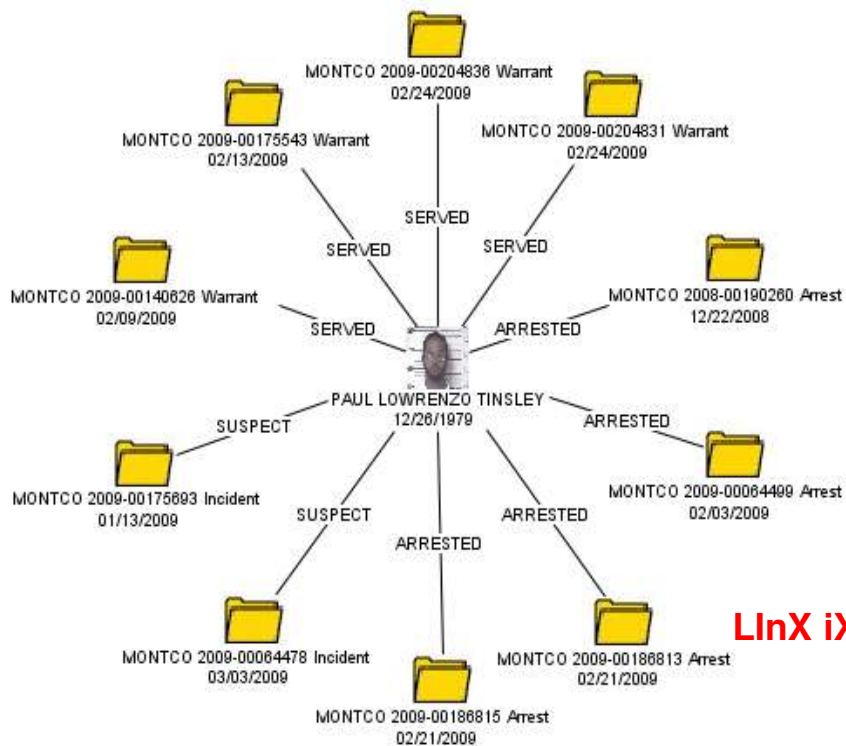 MONTCO 2009-00204836 Warrant
02/24/2009
MONTCO 2009-00175543 Warrant
02/13/2009
MONTCO 2009-00204831 Warrant
02/24/2009
SERVED
SERVED
SERVED
MONTCO 2009-00140626 Warrant
02/09/2009
MONTCO 2008-00190260 Arrest
12/22/2008
SERVED
ARRESTED
PAUL LOWRENZO TINSLEY
12/26/1979
SUSPECT
ARRESTED
MONTCO 2009-00175693 Incident
01/13/2009
MONTCO 2009-00064499 Arrest
02/03/2009
SUSPECT
ARRESTED
ARRESTED
LInX iX
MONTCO 2009-00064478 Incident
03/03/2009
MONTCO 2009-00186813 Arrest
02/21/2009
MONTCO 2009-00186815 Arrest
02/21/2009